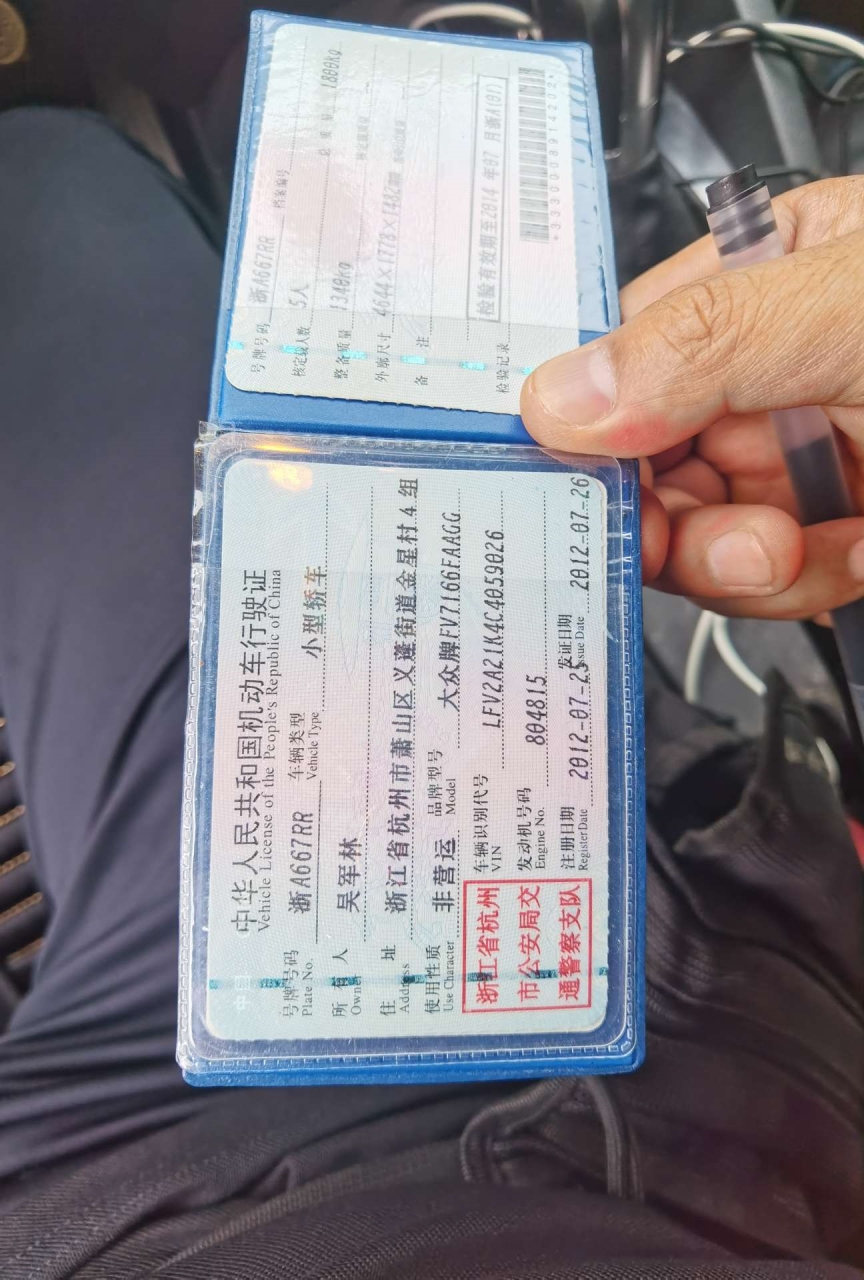 中华人民共和国机动车行驶证
Vehicle License of the People's Republic of China
号牌号码 浙A667RR 车辆类型 小型轿车
Plate No. Vehicle Type
所有人 吴军林
Owner
住址 浙江省杭州市萧山区义蓬街道金星村4组
Address
使用性质 非营运 品牌型号 大众牌FV7166FAAGG
Use Character Model
浙江省杭州
市公安局交
通警察支队
车辆识别代号 LFV2A21K4C4059026
VIN
发动机号码 804815
Engine No.
注册日期 2012-07-25 发证日期 2012-07-26
Register Date Issue Date
号牌号码 浙A667RR 档案编号
核定载人数 5人 总质量 1800kg
整备质量 1340kg 核定载质量
外廓尺寸 4644×1778×1482mm
备注
检验记录 检验有效期至2014年07月浙A(01)
*3330008914202*